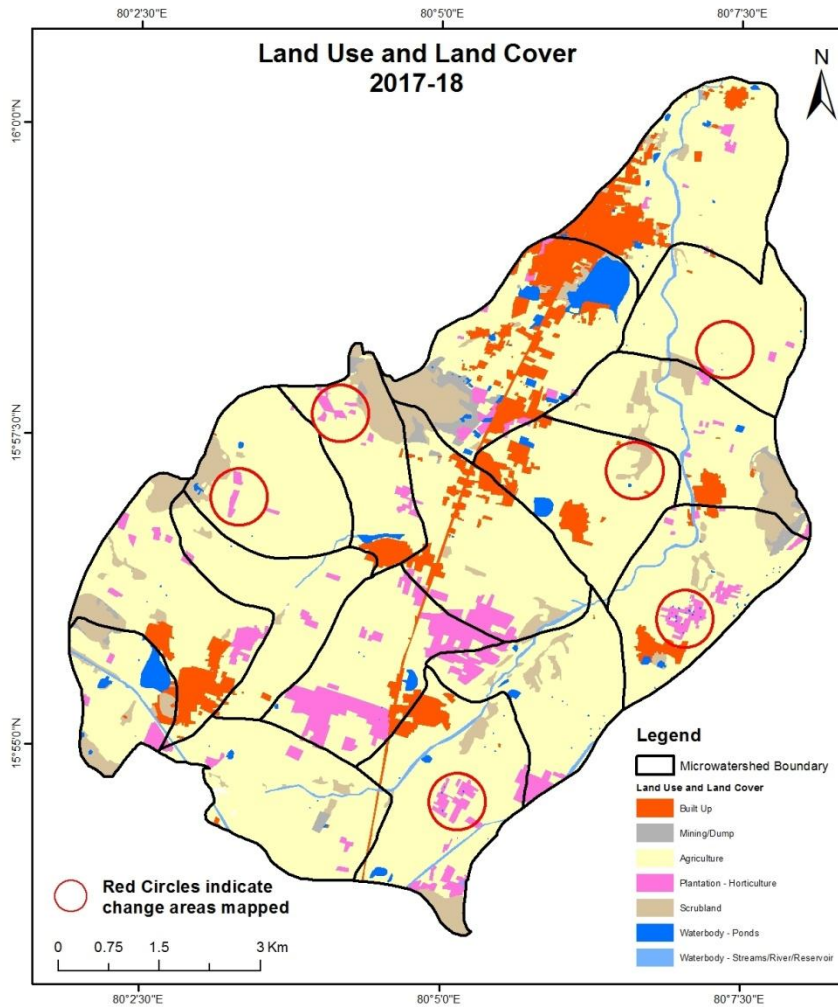 80°2'30"E 80°5'0"E 80°7'30"E
Land Use and Land Cover
2017-18
N
16°0'0"N
15°57'30"N
15°55'0"N
Legend
Microwatershed Boundary
Land Use and Land Cover
Built Up
Mining/Dump
Agriculture
Plantation - Horticulture
Scrubland
Waterbody - Ponds
Waterbody - Streams/River/Reservoir
Red Circles indicate
change areas mapped
0 0.75 1.5 3 Km
80°2'30"E 80°5'0"E 80°7'30"E